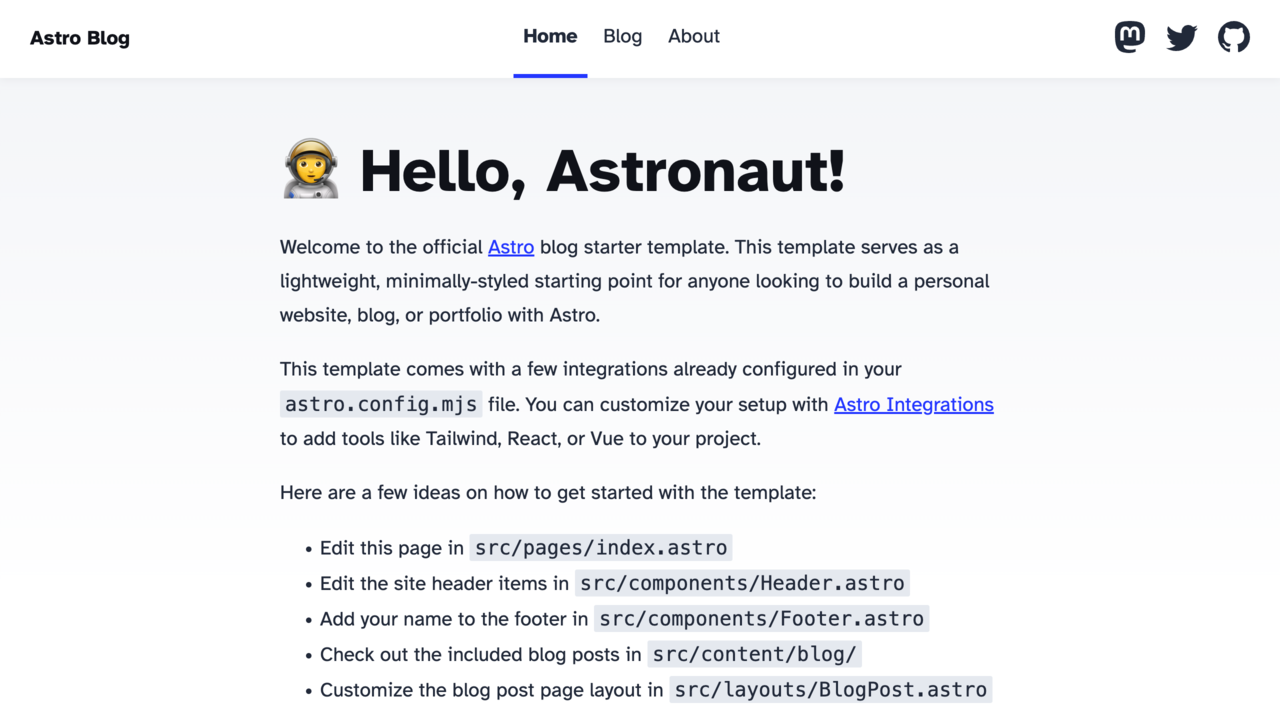 Astro Blog
Home Blog About
Hello, Astronaut!
Welcome to the official Astro blog starter template. This template serves as a
lightweight, minimally-styled starting point for anyone looking to build a personal
website, blog, or portfolio with Astro.
This template comes with a few integrations already configured in your
astro.config.mjs file. You can customize your setup with Astro Integrations
to add tools like Tailwind, React, or Vue to your project.
Here are a few ideas on how to get started with the template:
• Edit this page in src/pages/index.astro
• Edit the site header items in src/components/Header.astro
• Add your name to the footer in src/components/Footer.astro
• Check out the included blog posts in src/content/blog/
• Customize the blog post page layout in src/layouts/BlogPost.astro